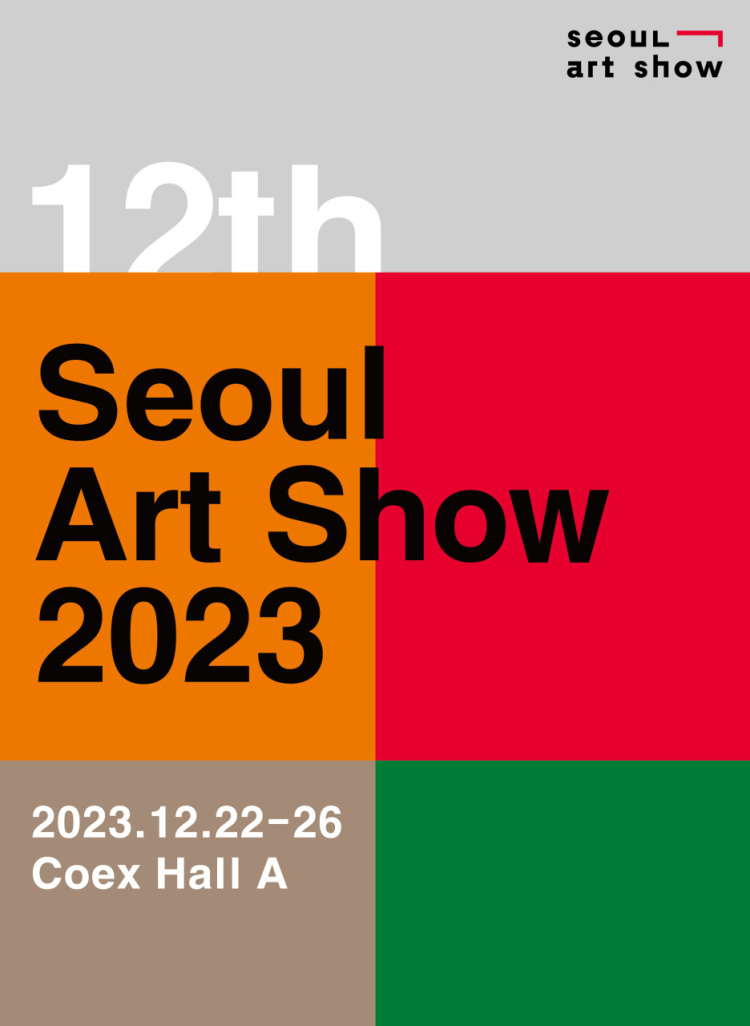 seoul
art show
12th
Seoul
Art Show
2023
2023.12.22–26
Coex Hall A